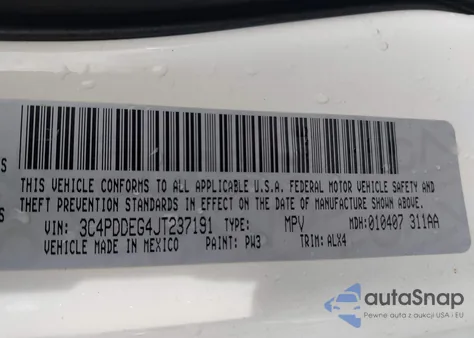 THIS VEHICLE CONFORMS TO ALL APPLICABLE U.S.A. FEDERAL MOTOR VEHICLE SAFETY AND
THEFT PREVENTION STANDARDS IN EFFECT ON THE DATE OF MANUFACTURE SHOWN ABOVE.
VIN: 3C4PDDEG4JT237191 TYPE: MPV MDH:010407 311AA
VEHICLE MADE IN MEXICO PAINT: PW3 TRIM: ALX4
autoSnap
Pewne auta z aukcji USA i EU